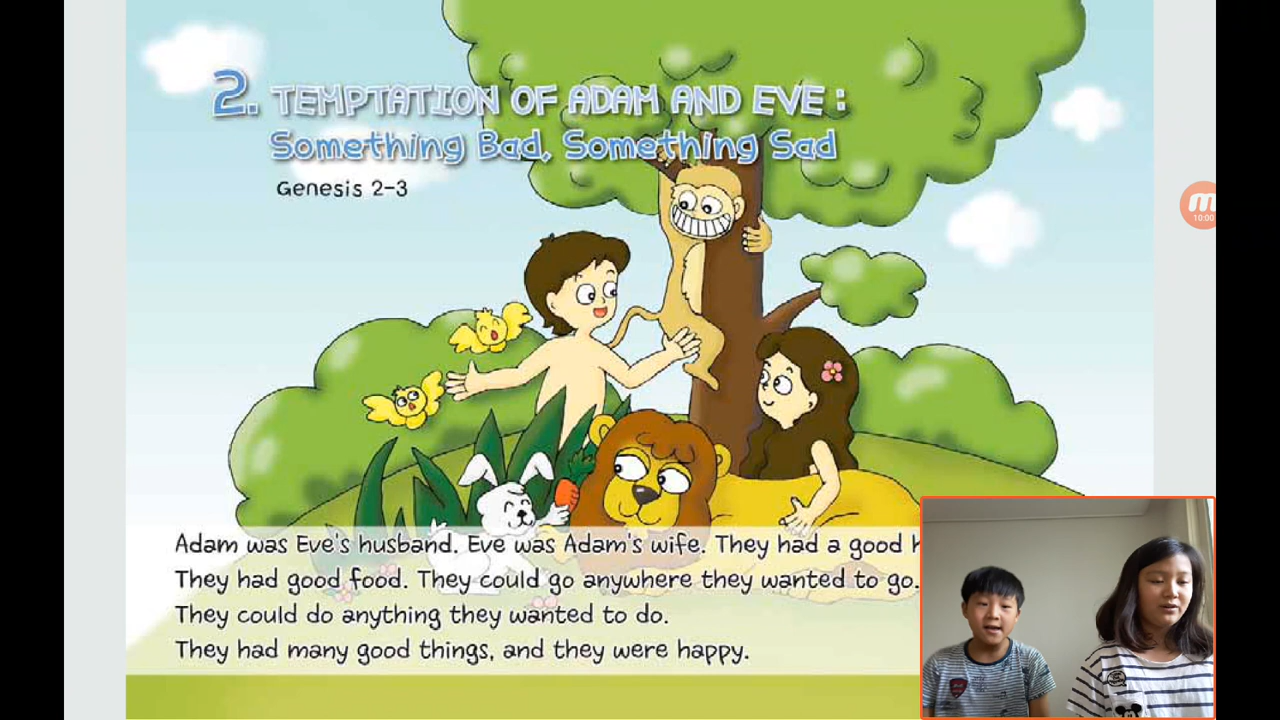 2. TEMPTATION OF ADAM AND EVE :
Something Bad, Something Sad
Genesis 2-3
10:00
Adam was Eve's husband. Eve was Adam's wife. They had a good
They had good food. They could go anywhere they wanted to go.
They could do anything they wanted to do.
They had many good things, and they were happy.